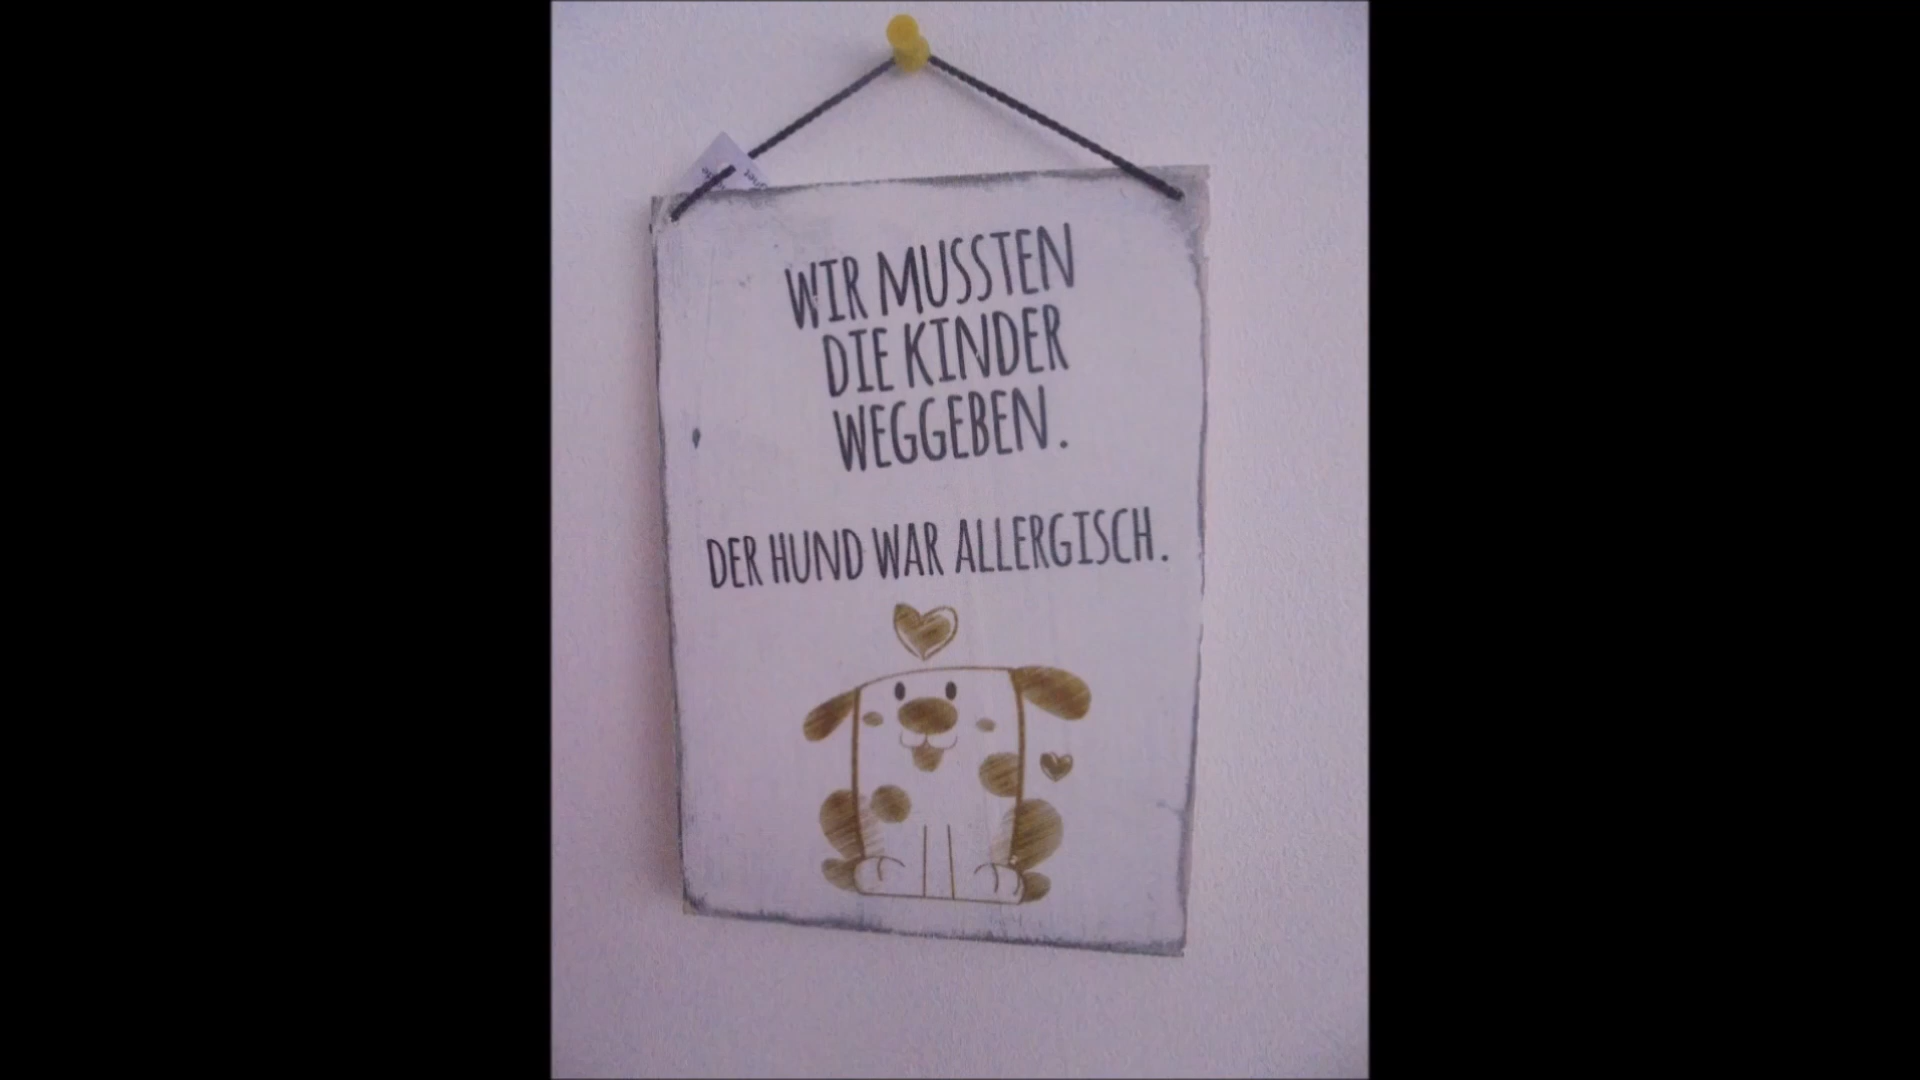 WIR MUSSTEN
DIE KINDER
WEGGEBEN.
DER HUND WAR ALLERGISCH.